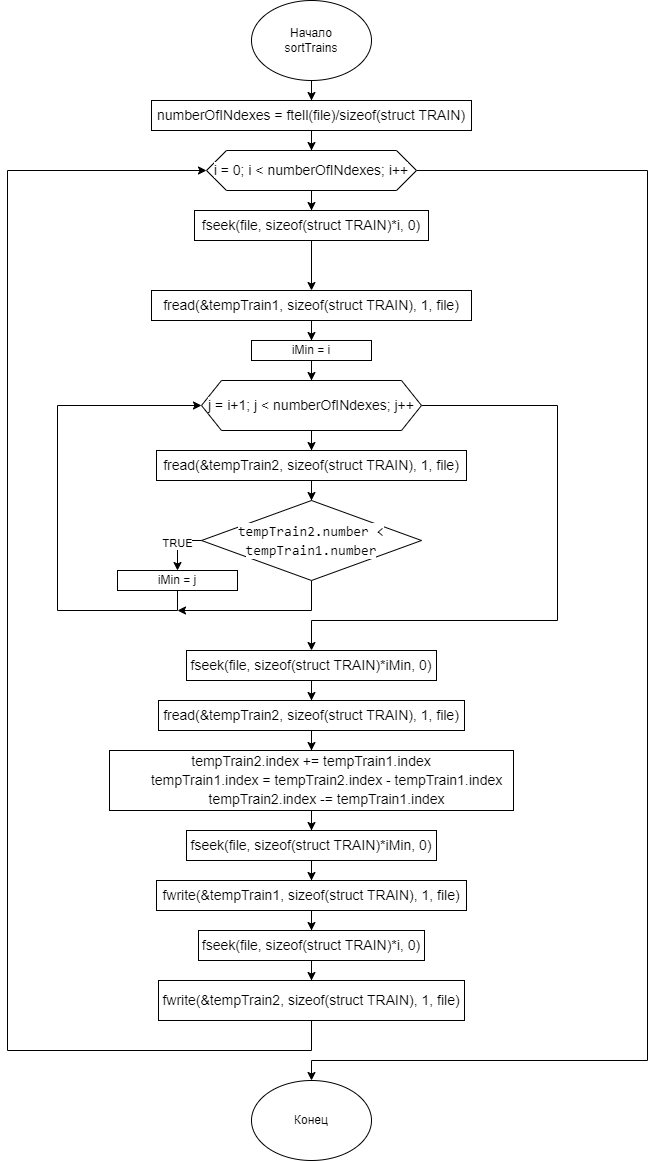 Начало
sortTrains
numberOfINdexes = ftell(file)/sizeof(struct TRAIN)
i = 0; i < numberOfINdexes; i++
fseek(file, sizeof(struct TRAIN)*i, 0)
fread(&tempTrain1, sizeof(struct TRAIN), 1, file)
iMin = i
j = i+1; j < numberOfINdexes; j++
fread(&tempTrain2, sizeof(struct TRAIN), 1, file)
tempTrain2.number <
tempTrain1.number
TRUE
iMin = j
fseek(file, sizeof(struct TRAIN)*iMin, 0)
fread(&tempTrain2, sizeof(struct TRAIN), 1, file)
tempTrain2.index += tempTrain1.index
tempTrain1.index = tempTrain2.index - tempTrain1.index
tempTrain2.index -= tempTrain1.index
fseek(file, sizeof(struct TRAIN)*iMin, 0)
fwrite(&tempTrain1, sizeof(struct TRAIN), 1, file)
fseek(file, sizeof(struct TRAIN)*i, 0)
fwrite(&tempTrain2, sizeof(struct TRAIN), 1, file)
Конец